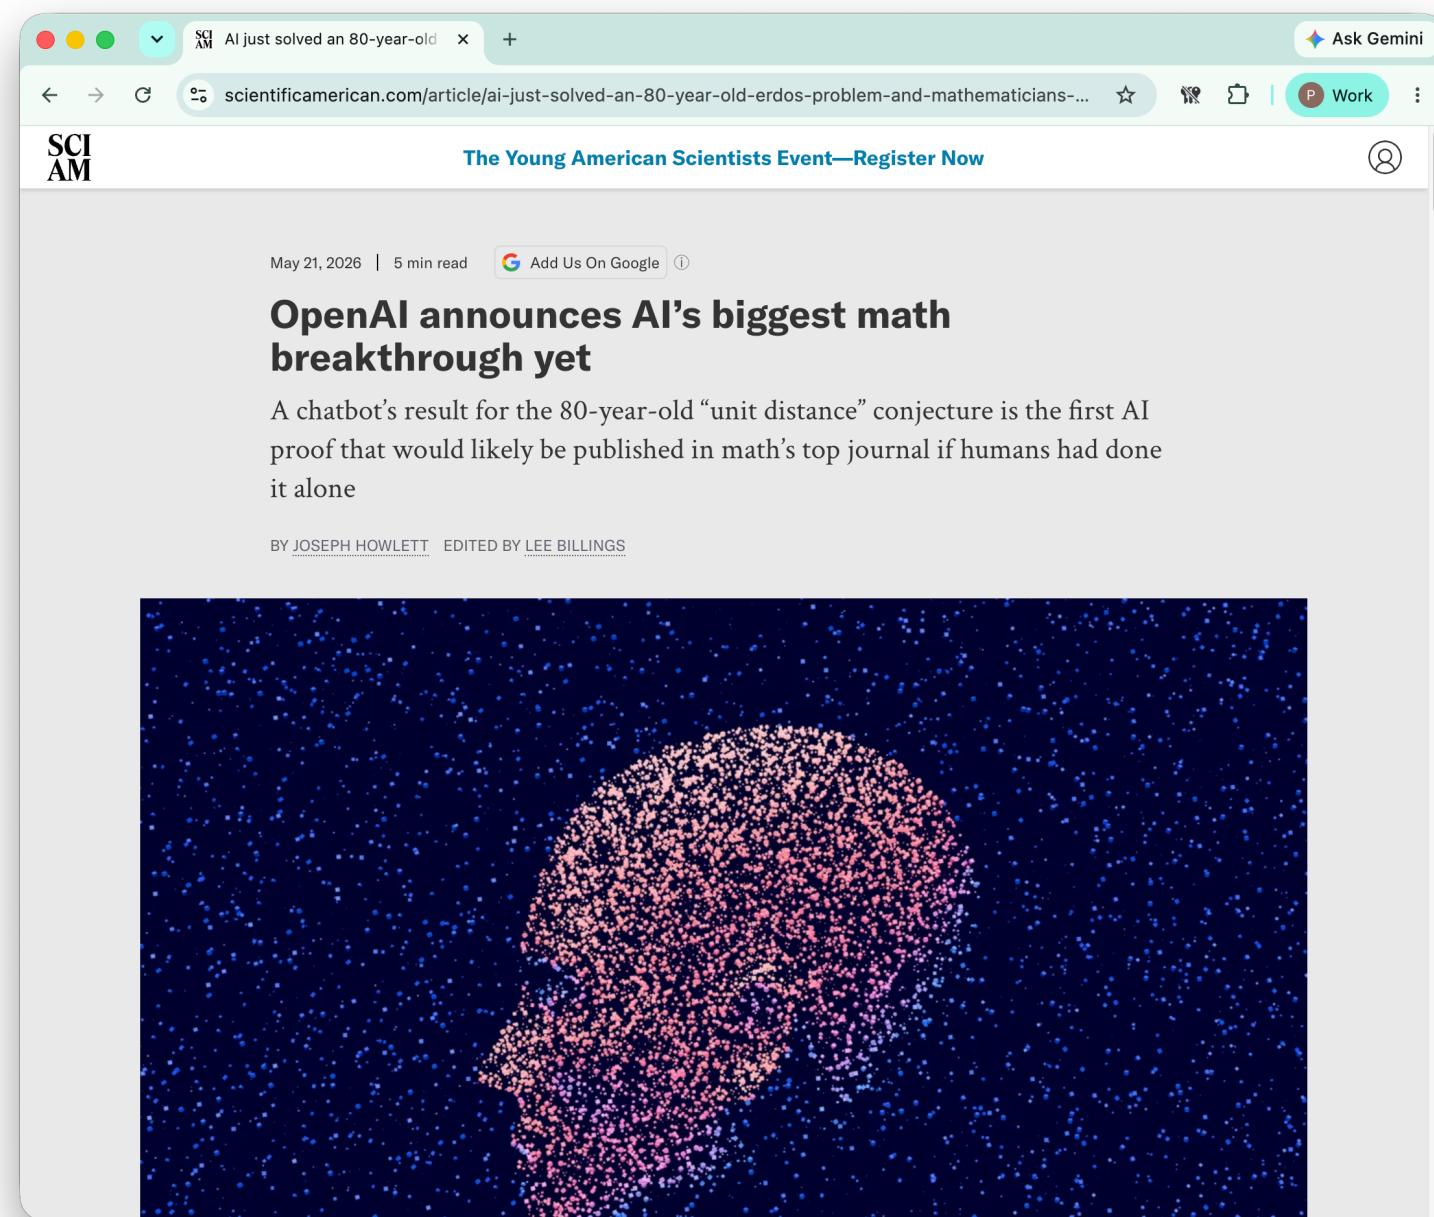 SCI
AM
AI just solved an 80-year-old
Ask Gemini
scientificamerican.com/article/ai-just-solved-an-80-year-old-erdos-problem-and-mathematicians-...
P
Work
SCI
AM
The Young American Scientists Event—Register Now
May 21, 2026 | 5 min read
G Add Us On Google
OpenAI announces AI’s biggest math
breakthrough yet
A chatbot’s result for the 80-year-old “unit distance” conjecture is the first AI
proof that would likely be published in math’s top journal if humans had done
it alone
BY JOSEPH HOWLETT EDITED BY LEE BILLINGS